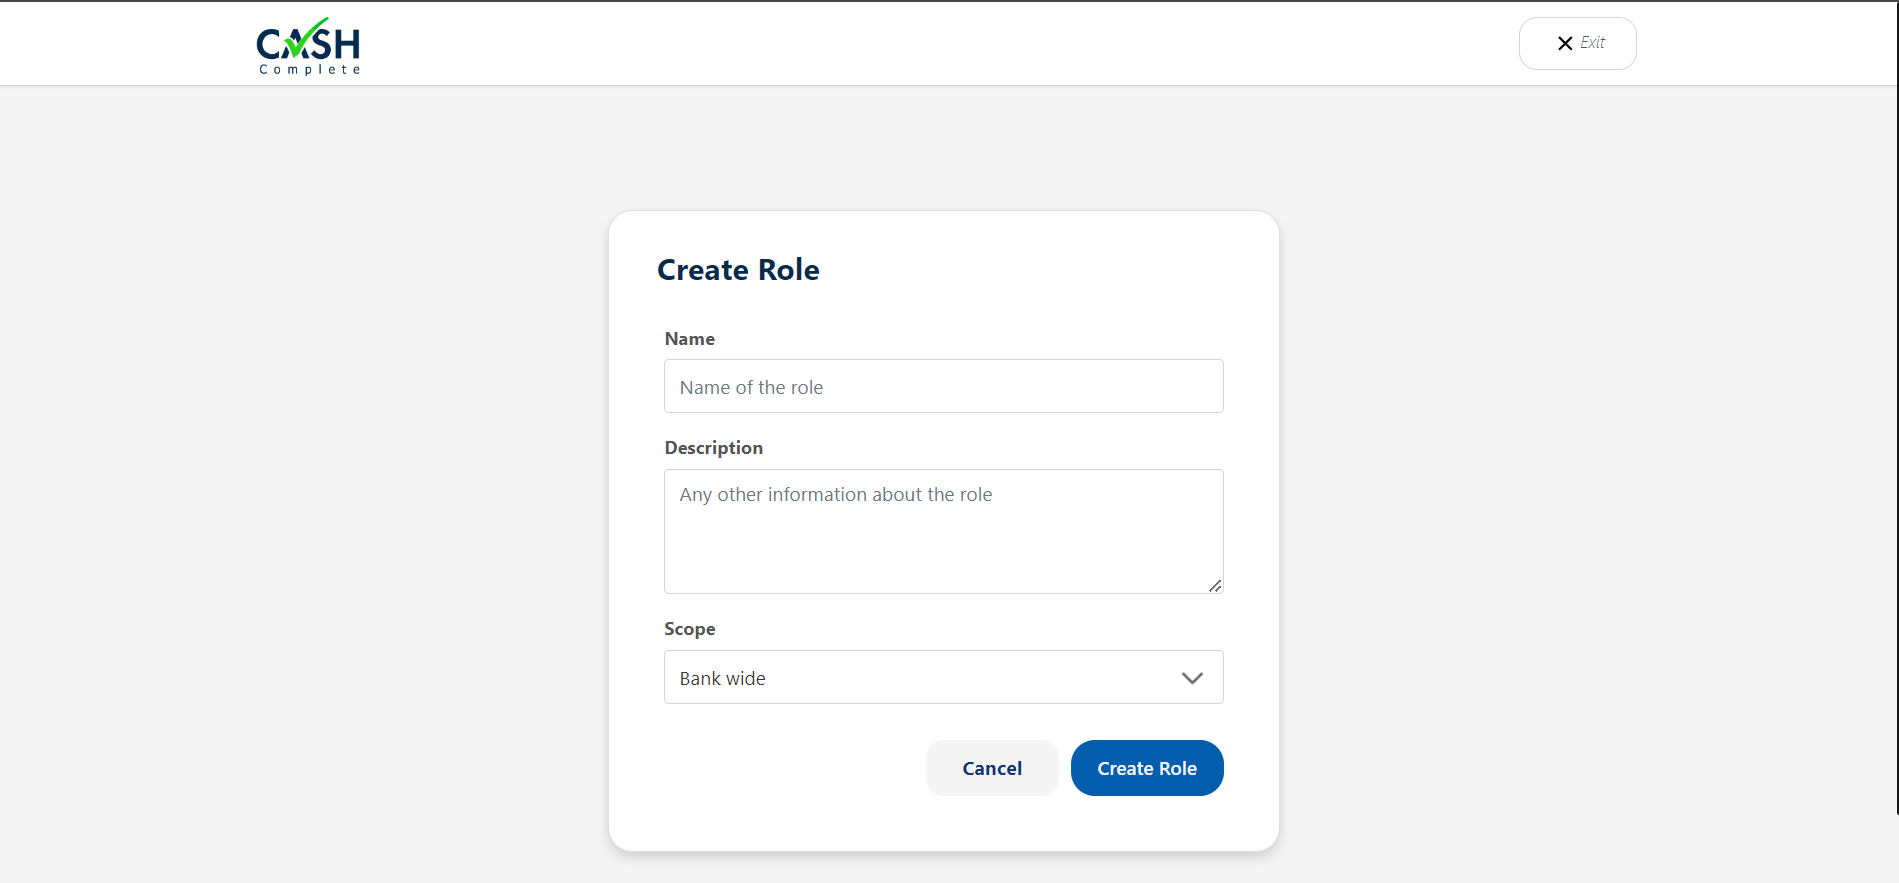 CASH
Complete
Exit
Create Role
Name
Name of the role
Description
Any other information about the role
Scope
Bank wide
Cancel
Create Role